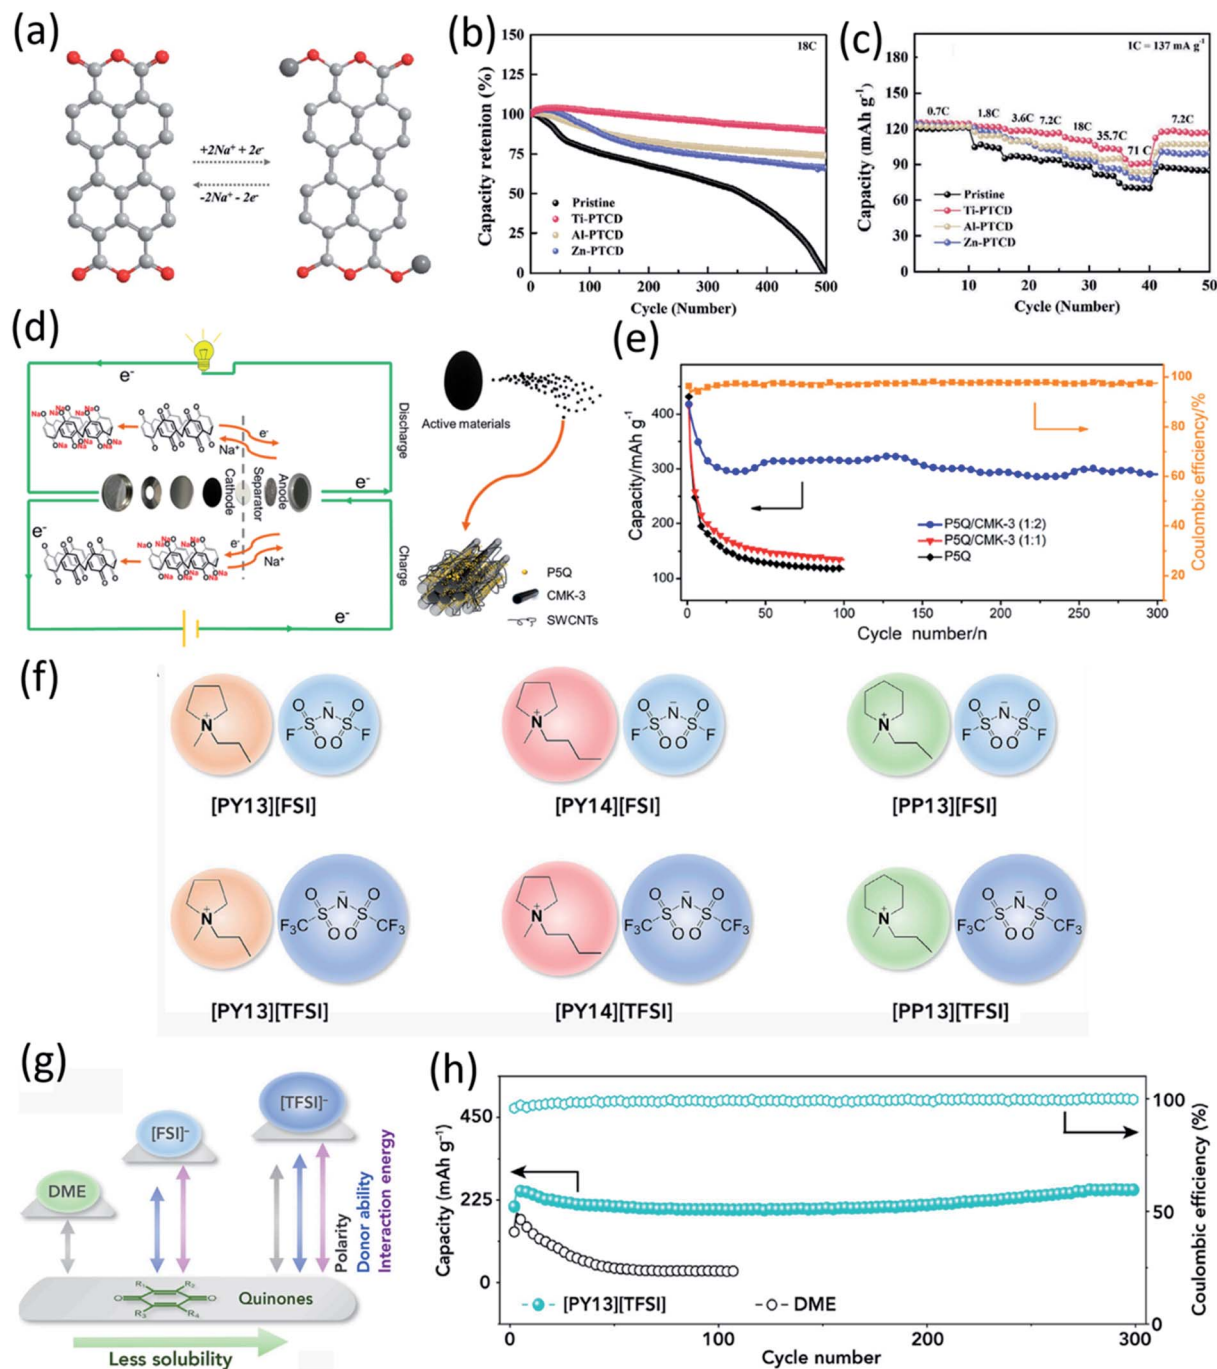 (a)
+2Na⁺ + 2e⁻
-2Na⁺ - 2e⁻
(b)
18C
Capacity retenion (%)
150
125
100
75
50
25
0
Pristine
Ti-PTCD
Al-PTCD
Zn-PTCD
0 100 200 300 400 500
Cycle (Number)
(c)
1C = 137 mA g⁻¹
Capacity (mAh g⁻¹)
180
150
120
90
60
30
0
0.7C 1.8C 3.6C 7.2C 18C 35.7C 71 C 7.2C
Pristine
Ti-PTCD
Al-PTCD
Zn-PTCD
10 20 30 40 50
Cycle (Number)
(d)
e⁻
e⁻
Na⁺
Discharge
Cathode
Separator
Anode
e⁻
e⁻
e⁻
Na⁺
Charge
e⁻
Active materials
P5Q
CMK-3
SWCNTs
(e)
Capacity/mAh g⁻¹
400
300
200
100
P5Q/CMK-3 (1:2)
P5Q/CMK-3 (1:1)
P5Q
100
80
60
40
20
Coulombic efficiency/%
0 50 100 150 200 250 300
Cycle number/n
(f)
[PY13][FSI] [PY14][FSI] [PP13][FSI]
[PY13][TFSI] [PY14][TFSI] [PP13][TFSI]
(g)
DME
[FSI]⁻
[TFSI]⁻
Polarity
Donor ability
Interaction energy
R₁ R₂
O O
R₃ R₄
Quinones
Less solubility
(h)
Capacity (mAh g⁻¹)
450
225
0
[PY13][TFSI] DME
100
50
0
Coulombic efficiency (%)
0 100 200 300
Cycle number